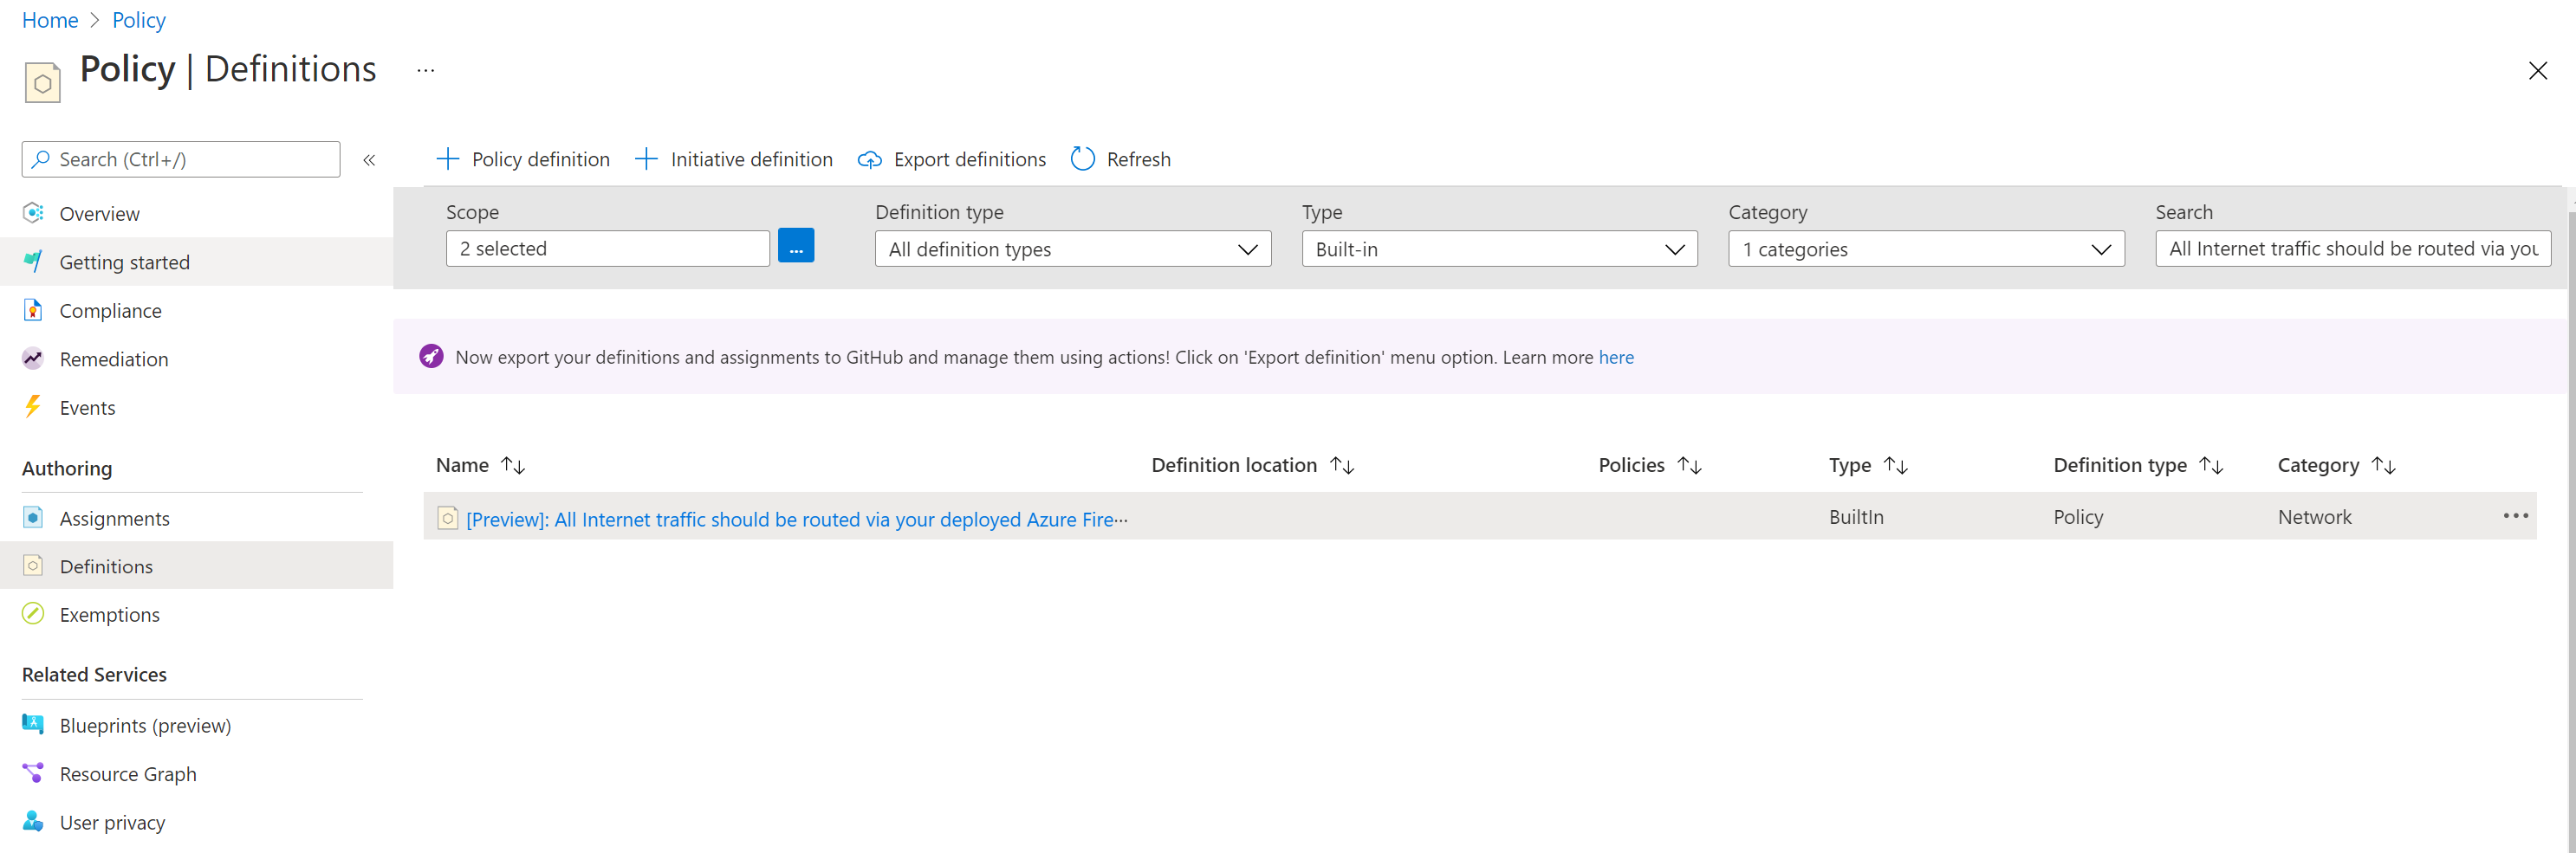 Home > Policy
Policy | Definitions ...
Search (Ctrl+/) «
Overview
Getting started
Compliance
Remediation
Events
Authoring
Assignments
Definitions
Exemptions
Related Services
Blueprints (preview)
Resource Graph
User privacy
+ Policy definition + Initiative definition Export definitions Refresh
Scope Definition type Type Category Search
2 selected ... All definition types Built-in 1 categories All Internet traffic should be routed via you
Now export your definitions and assignments to GitHub and manage them using actions! Click on 'Export definition' menu option. Learn more here
Name ↑↓ Definition location ↑↓ Policies ↑↓ Type ↑↓ Definition type ↑↓ Category ↑↓
[Preview]: All Internet traffic should be routed via your deployed Azure Fire... BuiltIn Policy Network ...